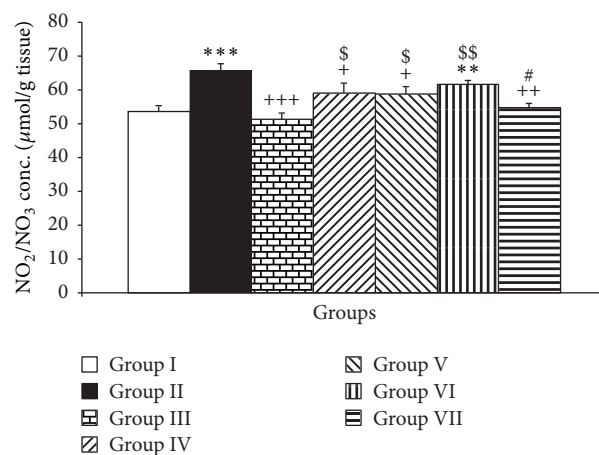 80
70
60
50
40
30
20
10
0
NO₂/NO₃ conc. (μmol/g tissue)
***
+++
$
+
$
+
$$
**
#
++
Groups
Group I
Group II
Group III
Group IV
Group V
Group VI
Group VII